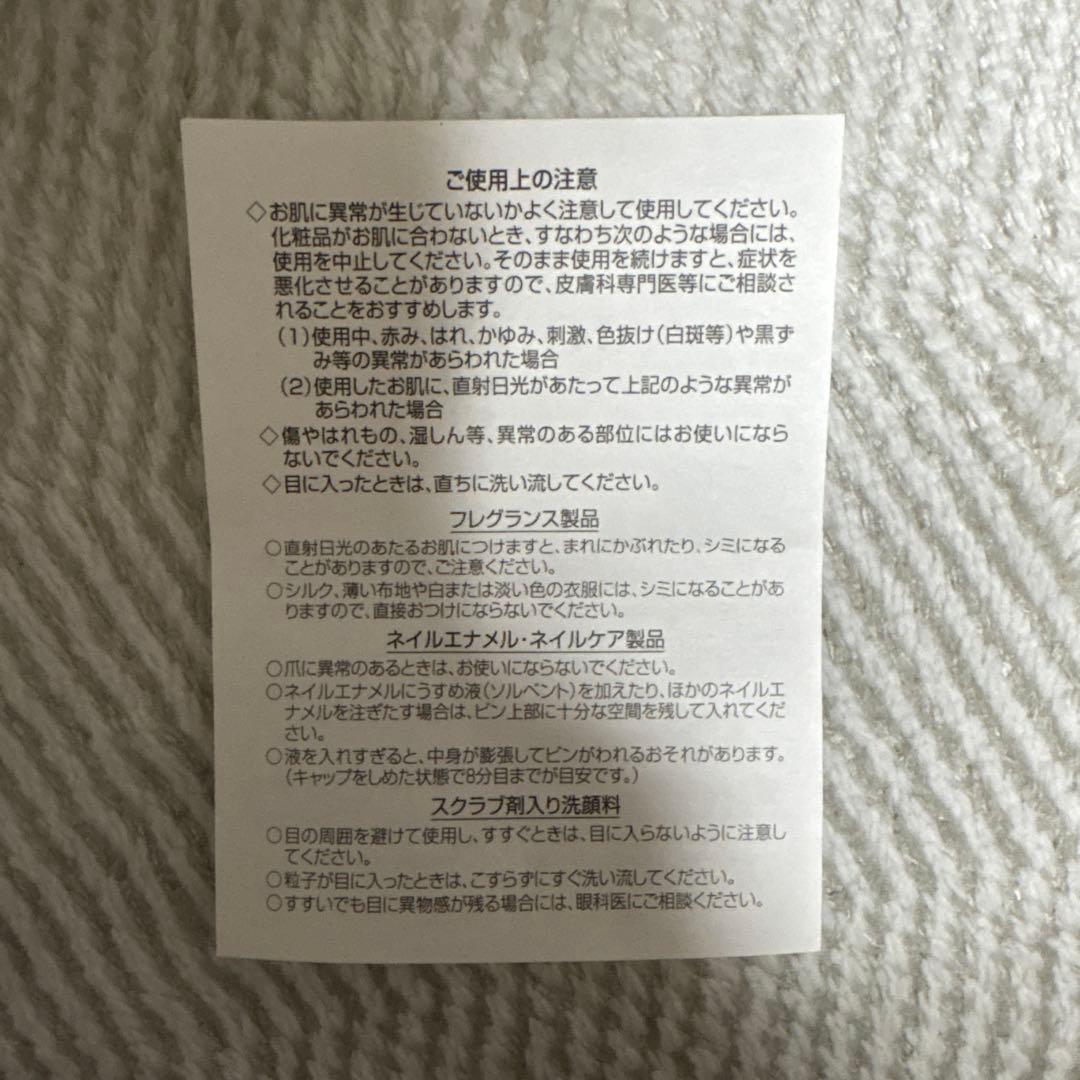 ご使用上の注意
◇お肌に異常が生じていないかよく注意して使用してください。
化粧品がお肌に合わないとき、すなわち次のような場合には、
使用を中止してください。そのまま使用を続けますと、症状を
悪化させることがありますので、皮膚科専門医等にご相談さ
れることをおすすめします。
(1)使用中、赤み、はれ、かゆみ、刺激、色抜け(白斑等)や黒ず
み等の異常があらわれた場合
(2)使用したお肌に、直射日光があたって上記のような異常が
あらわれた場合
◇傷やはれもの、湿しん等、異常のある部位にはお使いになら
ないでください。
◇目に入ったときは、直ちに洗い流してください。
フレグランス製品
○直射日光のあたるお肌につけますと、まれにかぶれたり、シミになる
ことがありますので、ご注意ください。
○シルク、薄い布地や白または淡い色の衣服には、シミになることがあ
りますので、直接おつけにならないでください。
ネイルエナメル・ネイルケア製品
○爪に異常のあるときは、お使いにならないでください。
○ネイルエナメルにうすめ液(ソルベント)を加えたり、ほかのネイルエ
ナメルを注ぎたす場合は、ビン上部に十分な空間を残して入れてくだ
さい。
○液を入れすぎると、中身が膨張してビンがわれるおそれがあります。
(キャップをしめた状態で8分目までが目安です。)
スクラブ剤入り洗顔料
○目の周囲を避けて使用し、すすぐときは、目に入らないように注意し
てください。
○粒子が目に入ったときは、こすらずにすぐ洗い流してください。
○すすいでも目に異物感が残る場合には、眼科医にご相談ください。